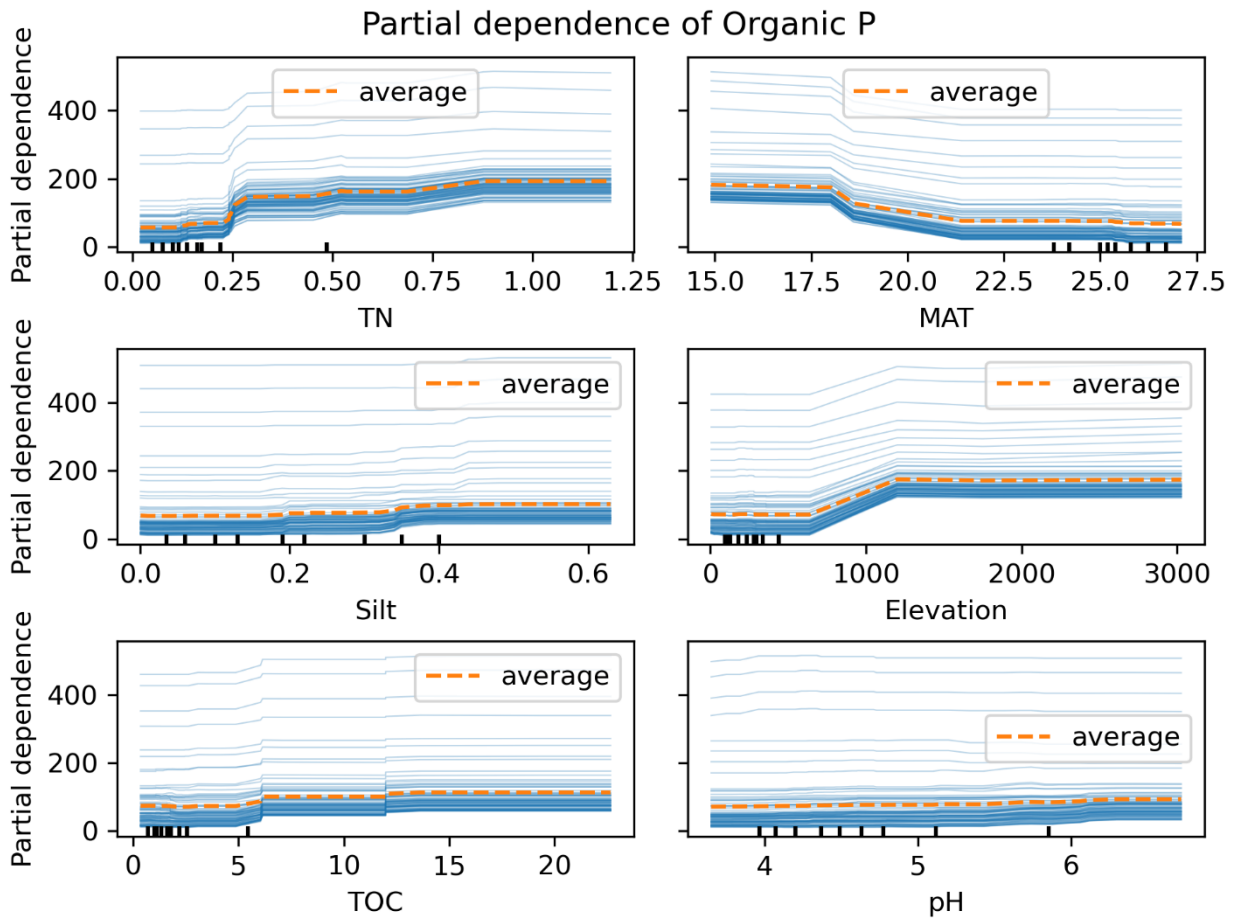 Partial dependence of Organic P
Partial dependence
400
200
0
average
0.00 0.25 0.50 0.75 1.00 1.25
TN
average
15.0 17.5 20.0 22.5 25.0 27.5
MAT
Partial dependence
400
200
0
average
0.0 0.2 0.4 0.6
Silt
average
0 1000 2000 3000
Elevation
Partial dependence
400
200
0
average
0 5 10 15 20
TOC
average
4 5 6
pH